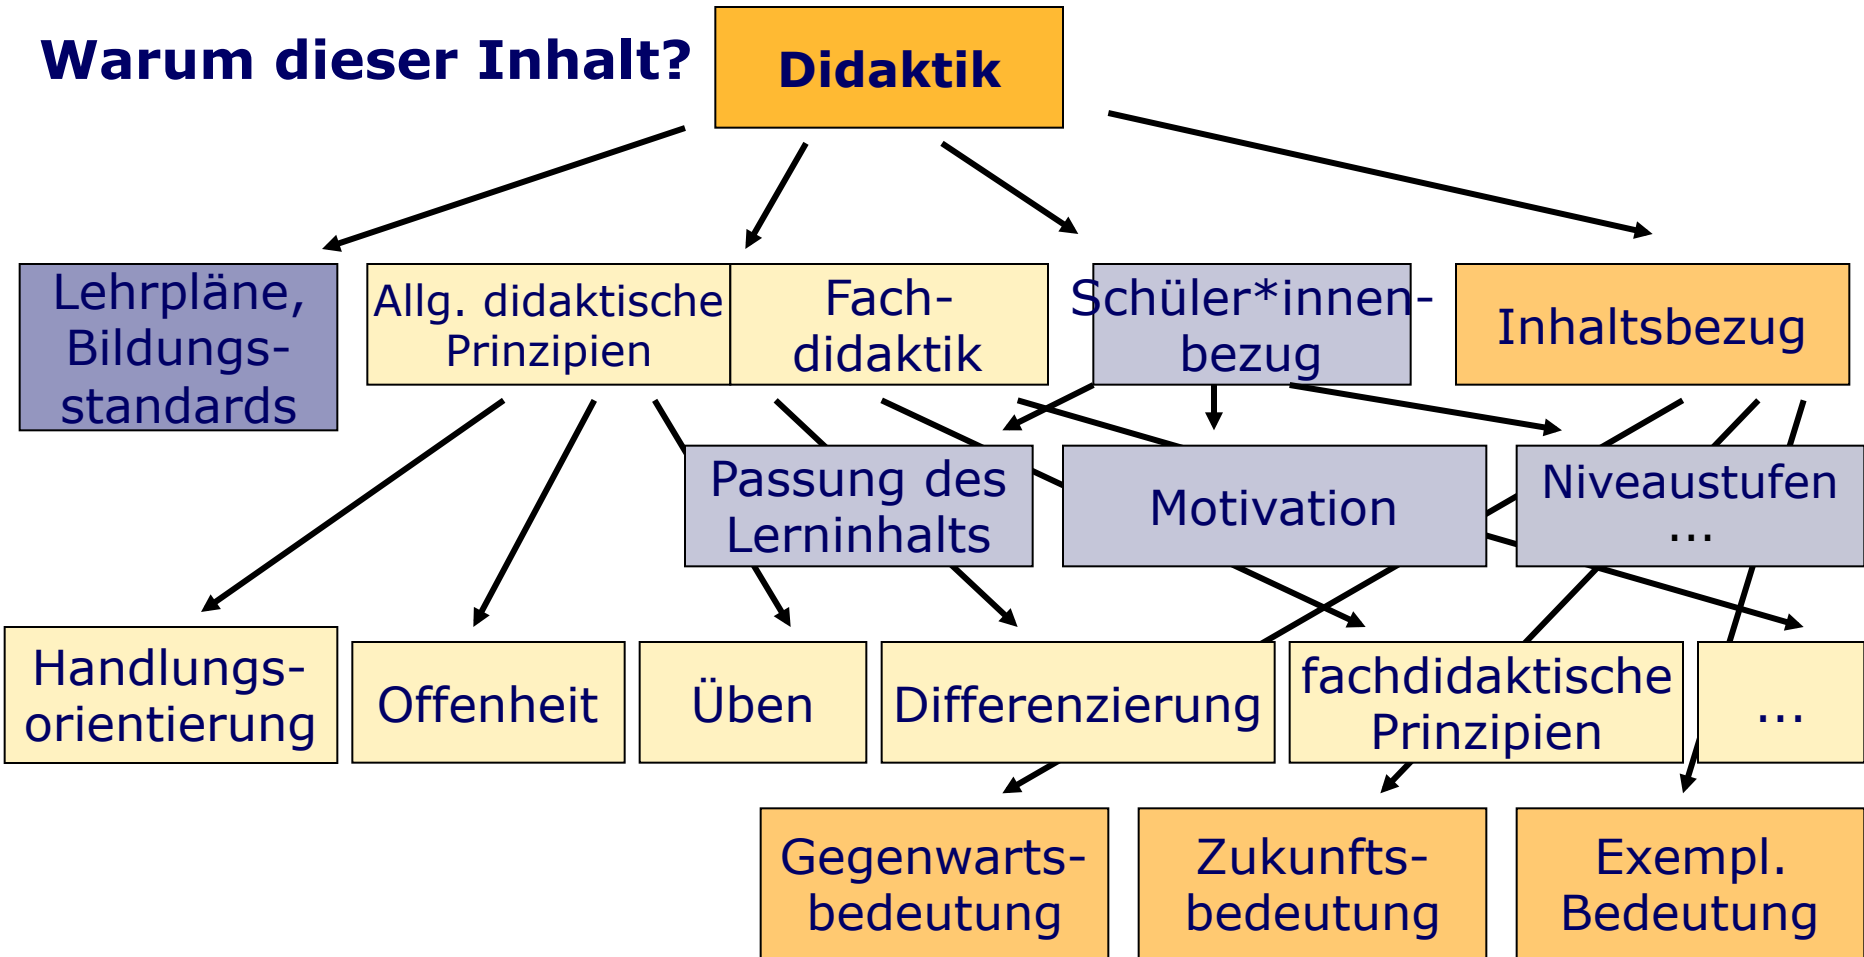 Warum dieser Inhalt?
Didaktik
Lehrpläne,
Bildungs-
standards
Allg. didaktische
Prinzipien
Fach-
didaktik
Schüler*innen-
bezug
Inhaltsbezug
Passung des
Lerninhalts
Motivation
Niveaustufen
...
Handlungs-
orientierung
Offenheit
Üben
Differenzierung
fachdidaktische
Prinzipien
...
Gegenwarts-
bedeutung
Zukunfts-
bedeutung
Exempl.
Bedeutung